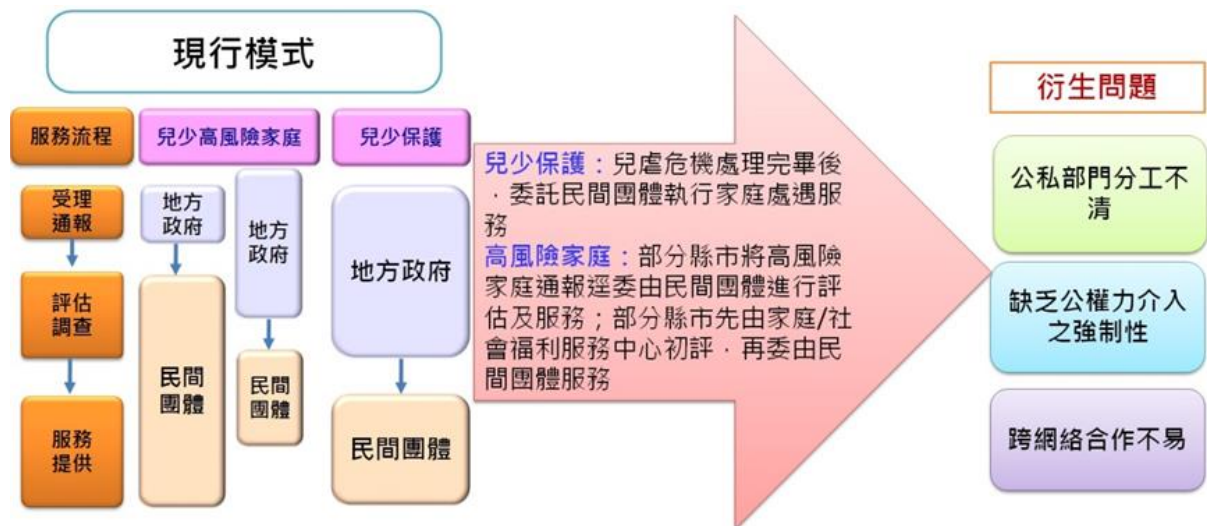 現行模式
服務流程
兒少高風險家庭
兒少保護
受理
通報
評估
調查
服務
提供
地方
政府
民間
團體
地方
政府
民間
團體
地方政府
民間團體
兒少保護：兒虐危機處理完畢後
，委託民間團體執行家庭處遇服
務
高風險家庭：部分縣市將高風險
家庭通報逕委由民間團體進行評
估及服務；部分縣市先由家庭/社
會福利服務中心初評，再委由民
間團體服務
衍生問題
公私部門分工不
清
缺乏公權力介入
之強制性
跨網絡合作不易